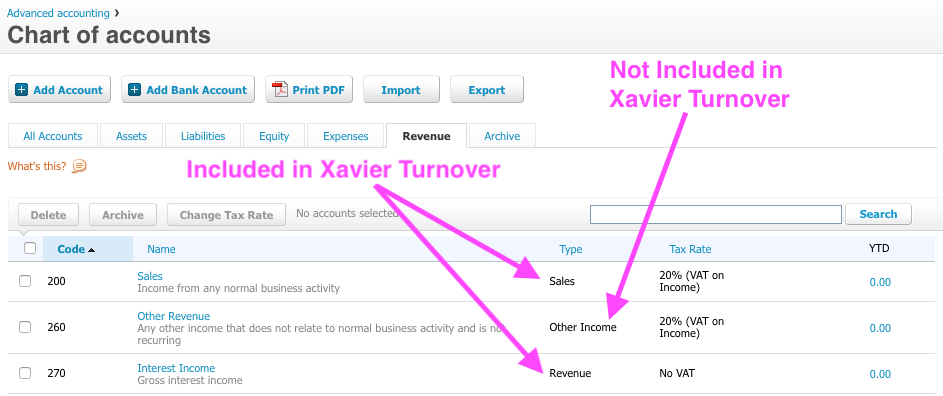 Advanced accounting ›
Chart of accounts
Not Included in
Xavier Turnover
Add Account
Add Bank Account
Print PDF
Import
Export
All Accounts
Assets
Liabilities
Equity
Expenses
Revenue
Archive
What's this?
Included in Xavier Turnover
Delete
Archive
Change Tax Rate
No accounts selected
Search
Code
Name
Type
Tax Rate
YTD
200
Sales
Income from any normal business activity
Sales
20% (VAT on
Income)
0.00
260
Other Revenue
Any other income that does not relate to normal business activity and is not
recurring
Other Income
20% (VAT on
Income)
0.00
270
Interest Income
Gross interest income
Revenue
No VAT
0.00